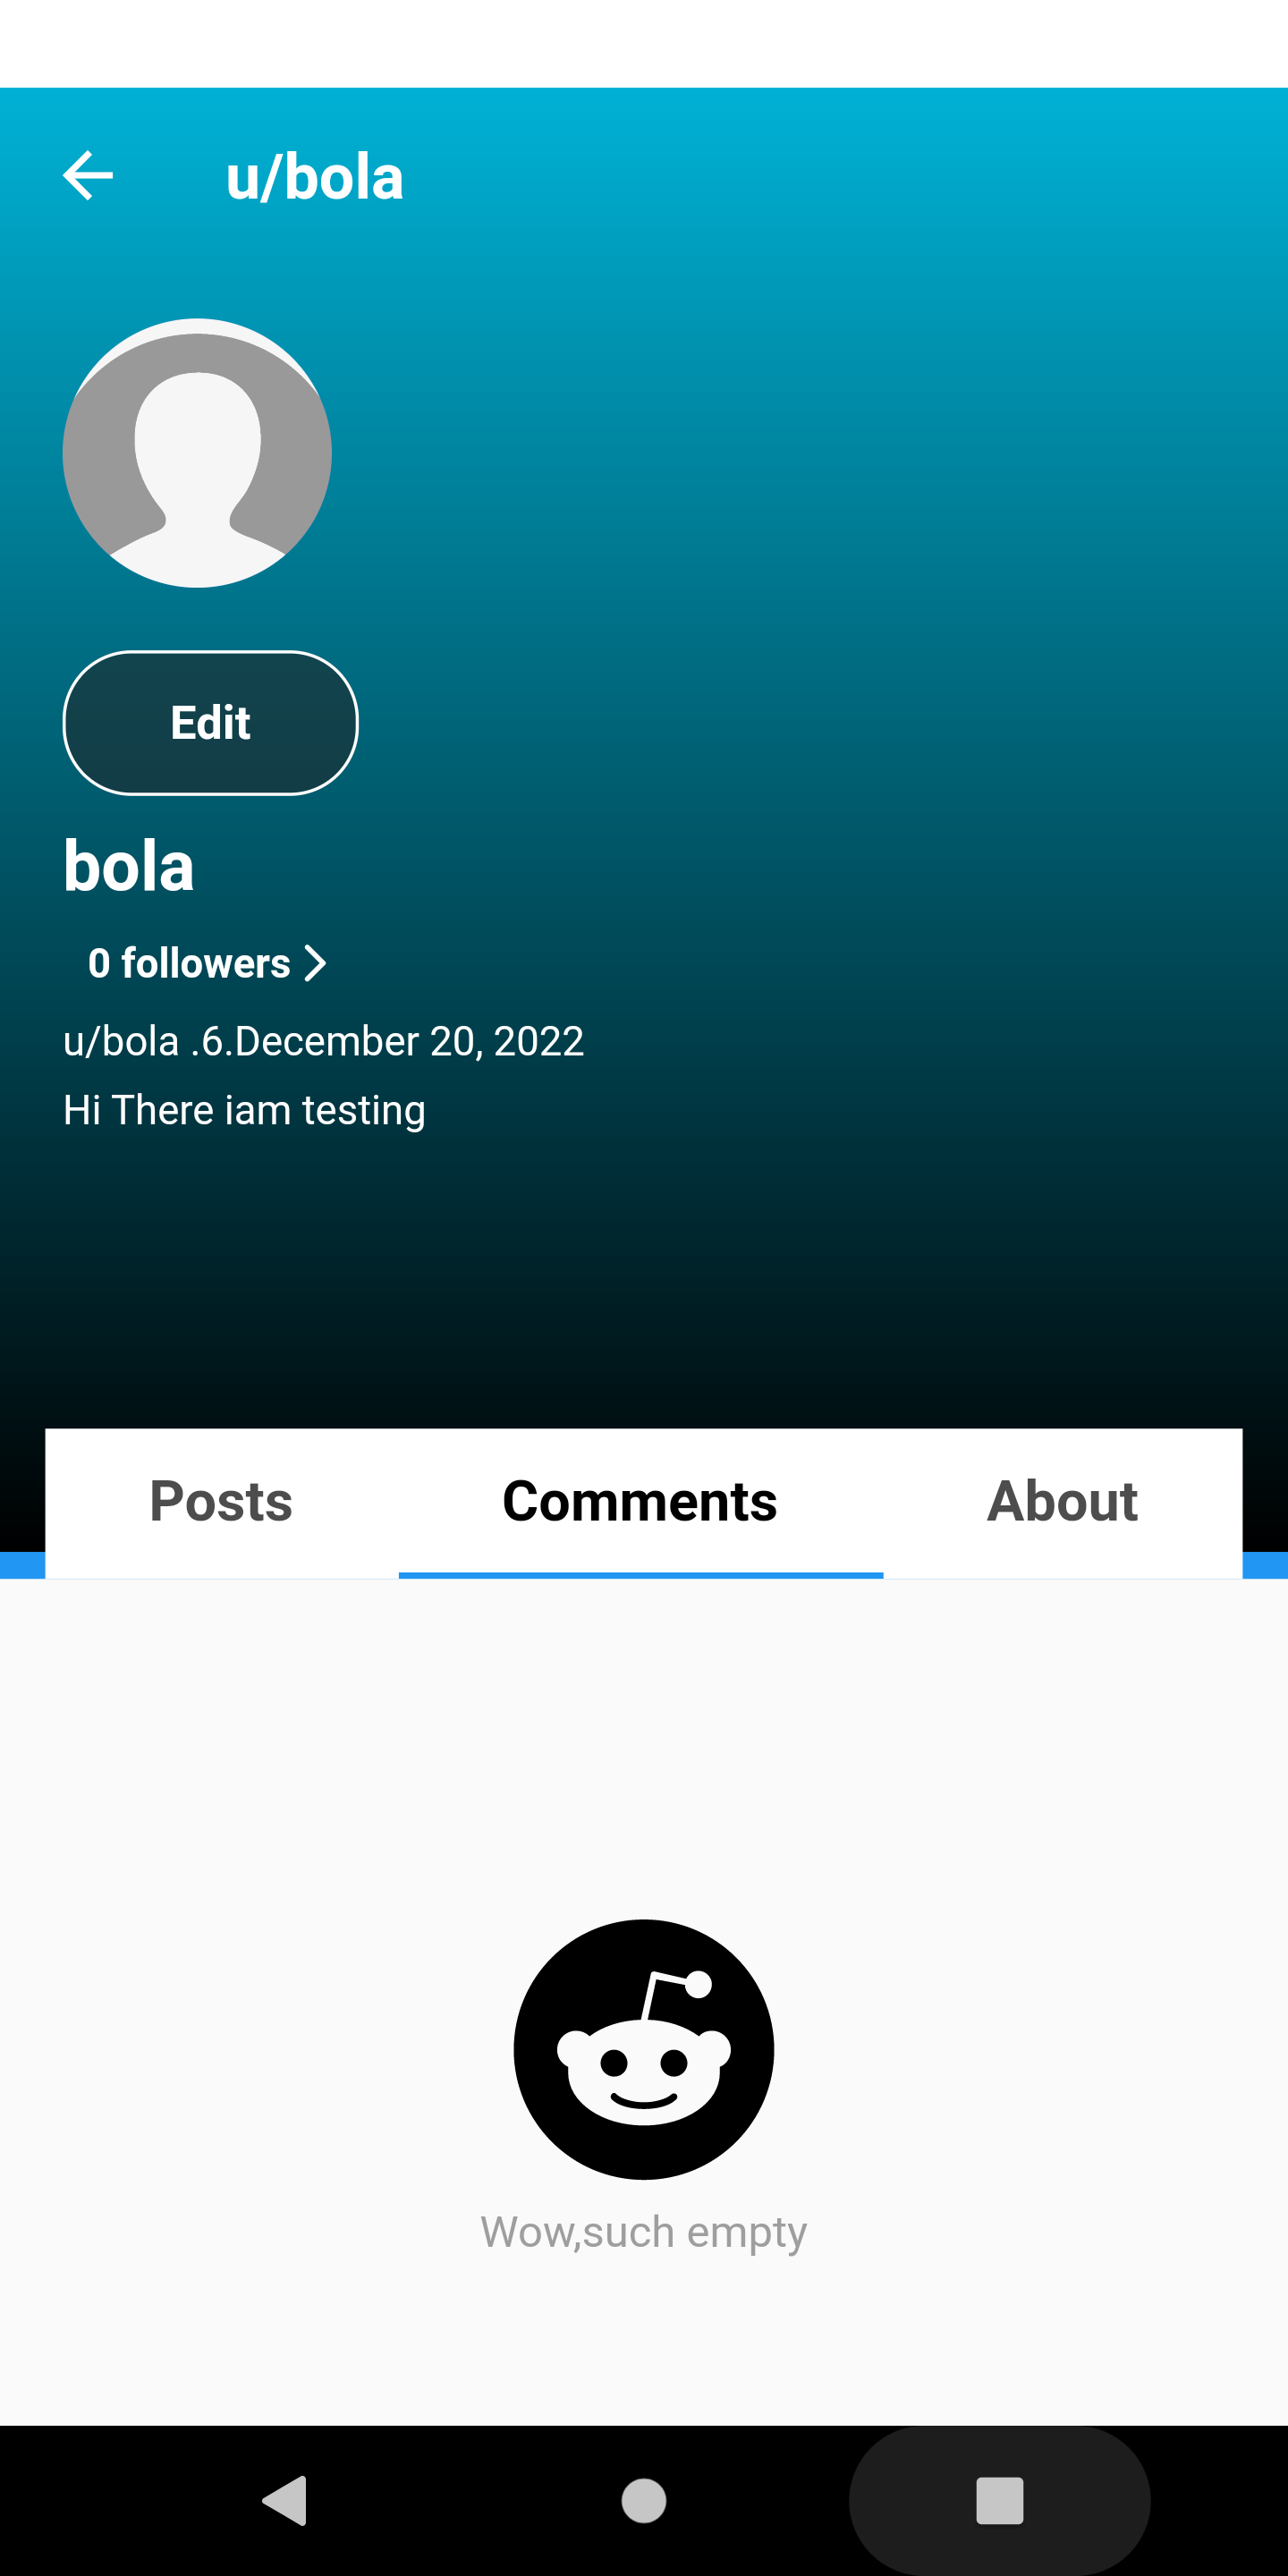 u/bola
Edit
bola
0 followers
u/bola .6.December 20, 2022
Hi There iam testing
Posts Comments About
Wow,such empty